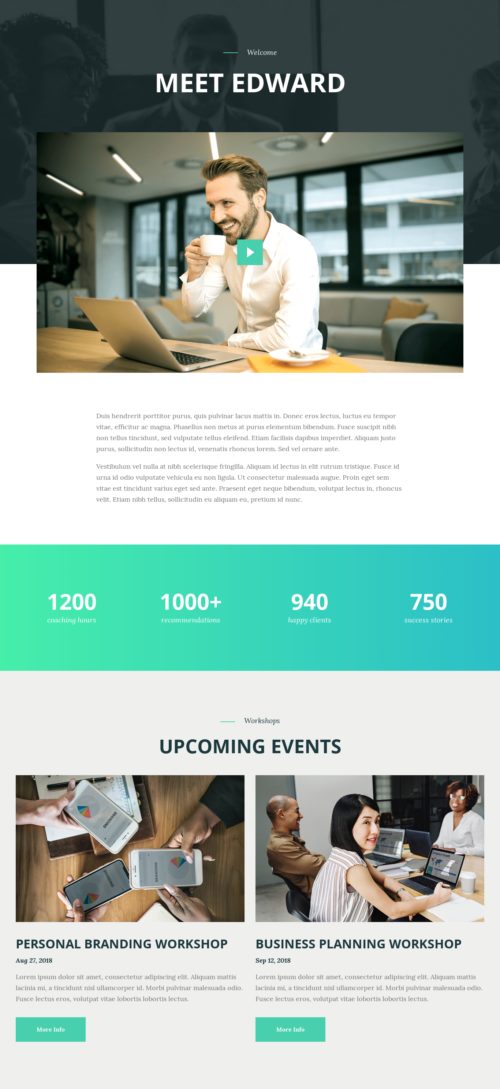 Welcome
MEET EDWARD
Duis hendrerit porttitor purus, quis pulvinar lacus mattis in. Donec eros lectus, luctus eu tempor
vitae, efficitur ac magna. Phasellus non metus at purus elementum bibendum. Fusce suscipit nibh
non tellus tincidunt, sed vulputate tellus eleifend. Etiam facilisis dapibus imperdiet. Aliquam justo
purus, sollicitudin non lectus id, venenatis rhoncus lorem. Sed vel ornare ante.
Vestibulum vel nulla at nibh scelerisque fringilla. Aliquam id lectus in elit rutrum tristique. Fusce id
urna id odio vulputate vehicula eu non ligula. Ut consectetur malesuada augue. Proin eget sem
vitae est tincidunt varius eget sed ante. Praesent eget neque bibendum, volutpat lectus in, rhoncus
velit. Etiam nibh tellus, sollicitudin eu aliquam eu, pretium id nunc.
1200 1000+ 940 750
coaching hours recommendations happy clients success stories
Workshops
UPCOMING EVENTS
PERSONAL BRANDING WORKSHOP
Aug 27, 2018
Lorem ipsum dolor sit amet, consectetur adipiscing elit. Aliquam mattis
lacinia mi, a tincidunt nisl ullamcorper id. Morbi pulvinar malesuada odio.
Fusce lectus eros, volutpat vitae lobortis lobortis lectus.
More Info
BUSINESS PLANNING WORKSHOP
Sep 12, 2018
Lorem ipsum dolor sit amet, consectetur adipiscing elit. Aliquam mattis
lacinia mi, a tincidunt nisl ullamcorper id. Morbi pulvinar malesuada odio.
Fusce lectus eros, volutpat vitae lobortis lobortis lectus.
More Info